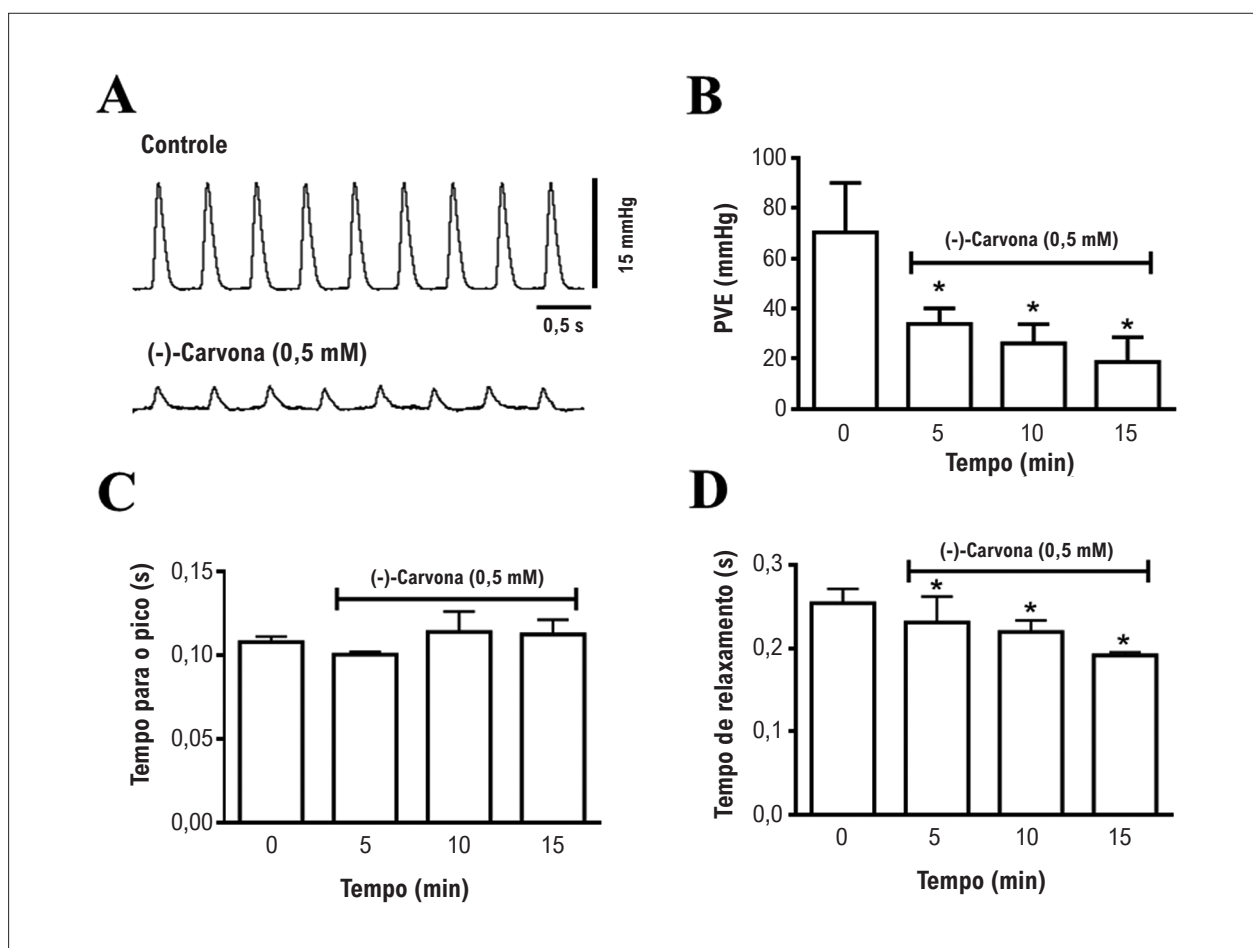 A
Controle
15 mmHg
0,5 s
(-)-Carvona (0,5 mM)
B
PVE (mmHg)
100
80
60
40
20
0
(-)-Carvona (0,5 mM)
* * *
0 5 10 15
Tempo (min)
C
Tempo para o pico (s)
0,15
0,10
0,05
0,00
(-)-Carvona (0,5 mM)
0 5 10 15
Tempo (min)
D
Tempo de relaxamento (s)
0,3
0,2
0,1
0,0
(-)-Carvona (0,5 mM)
* * *
0 5 10 15
Tempo (min)